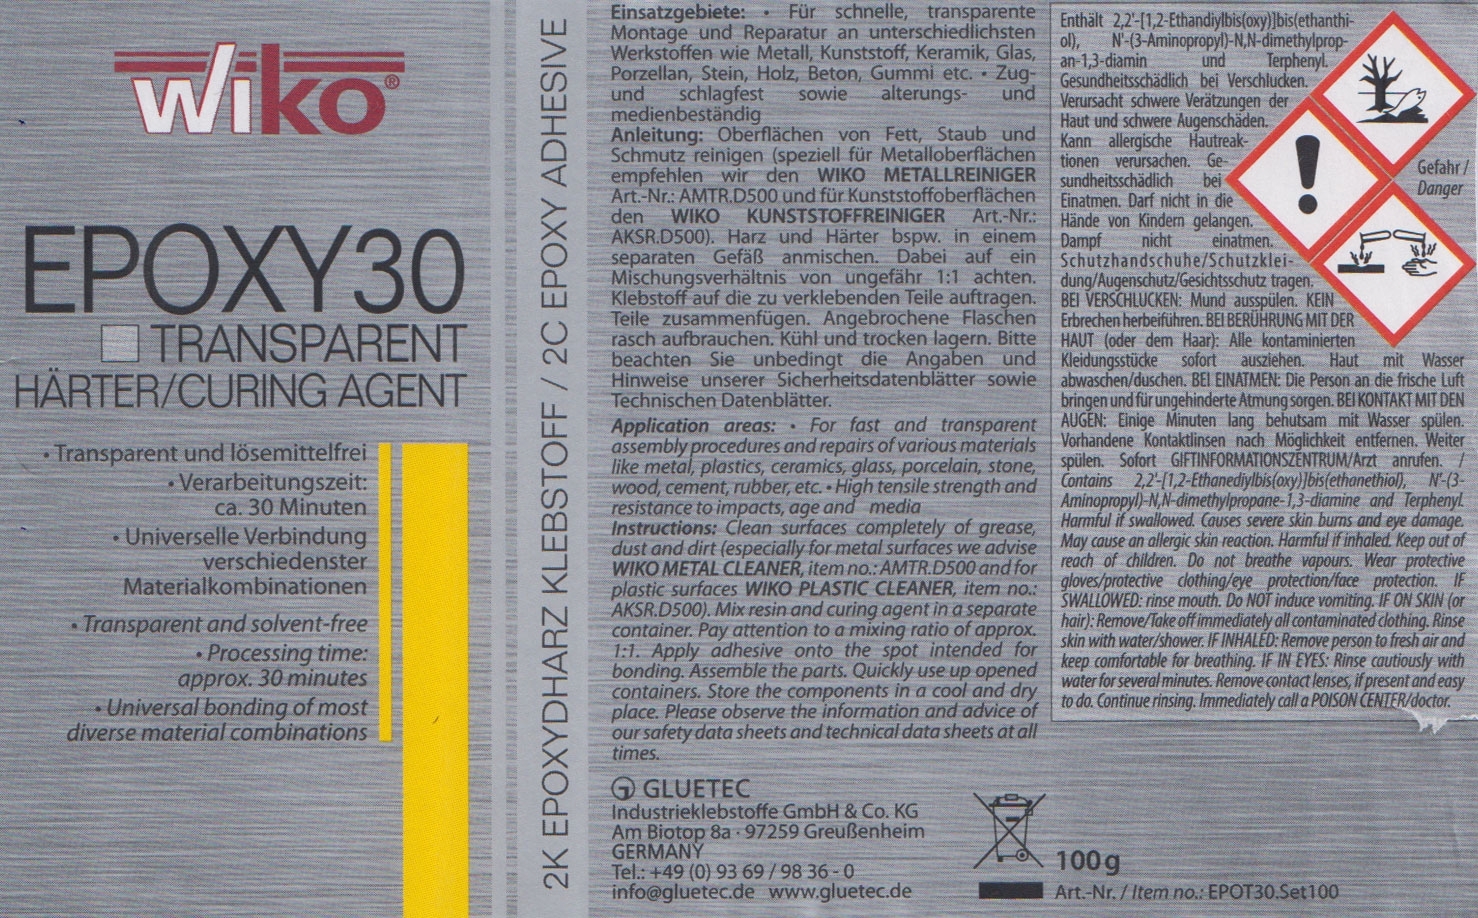 wiko®
EPOXY30
TRANSPARENT
HÄRTER/CURING AGENT
• Transparent und lösemittelfrei
• Verarbeitungszeit:
ca. 30 Minuten
• Universelle Verbindung
verschiedenster
Materialkombinationen
• Transparent and solvent-free
• Processing time:
approx. 30 minutes
• Universal bonding of most
diverse material combinations
2K EPOXYDHARZ KLEBSTOFF / 2C EPOXY ADHESIVE
Einsatzgebiete: • Für schnelle, transparente
Montage und Reparatur an unterschiedlichsten
Werkstoffen wie Metall, Kunststoff, Keramik, Glas,
Porzellan, Stein, Holz, Beton, Gummi etc. • Zug-
und schlagfest sowie alterungs- und
medienbeständig
Anleitung: Oberflächen von Fett, Staub und
Schmutz reinigen (speziell für Metalloberflächen
empfehlen wir den WIKO METALLREINIGER
Art.-Nr.: AMTR.D500 und für Kunststoffoberflächen
den WIKO KUNSTSTOFFREINIGER Art.-Nr.:
AKSR.D500). Harz und Härter bspw. in einem
separaten Gefäß anmischen. Dabei auf ein
Mischungsverhältnis von ungefähr 1:1 achten.
Klebstoff auf die zu verklebenden Teile auftragen.
Teile zusammenfügen. Angebrochene Flaschen
rasch aufbrauchen. Kühl und trocken lagern. Bitte
beachten Sie unbedingt die Angaben und
Hinweise unserer Sicherheitsdatenblätter sowie
Technischen Datenblätter.
Application areas: • For fast and transparent
assembly procedures and repairs of various materials
like metal, plastics, ceramics, glass, porcelain, stone,
wood, cement, rubber, etc. • High tensile strength and
resistance to impacts, age and media
Instructions: Clean surfaces completely of grease,
dust and dirt (especially for metal surfaces we advise
WIKO METAL CLEANER, item no.: AMTR.D500 and for
plastic surfaces WIKO PLASTIC CLEANER, item no.:
AKSR.D500). Mix resin and curing agent in a separate
container. Pay attention to a mixing ratio of approx.
1:1. Apply adhesive onto the spot intended for
bonding. Assemble the parts. Quickly use up opened
containers. Store the components in a cool and dry
place. Please observe the information and advice of
our safety data sheets and technical data sheets at all
times.
GLUETEC
Industrieklebstoffe GmbH & Co. KG
Am Biotop 8a · 97259 Greußenheim
GERMANY
Tel.: +49 (0) 93 69 / 98 36 - 0
info@gluetec.de www.gluetec.de
Enthält 2,2'-[1,2-Ethandiylbis(oxy)]bis(ethanthi-
ol), N'-(3-Aminopropyl)-N,N-dimethylprop-
an-1,3-diamin und Terphenyl.
Gesundheitsschädlich bei Verschlucken.
Verursacht schwere Verätzungen der
Haut und schwere Augenschäden.
Kann allergische Hautreak-
tionen verursachen. Ge-
sundheitsschädlich bei
Einatmen. Darf nicht in die
Hände von Kindern gelangen.
Dampf nicht einatmen.
Schutzhandschuhe/Schutzklei-
dung/Augenschutz/Gesichtsschutz tragen.
BEI VERSCHLUCKEN: Mund ausspülen. KEIN
Erbrechen herbeiführen. BEI BERÜHRUNG MIT DER
HAUT (oder dem Haar): Alle kontaminierten
Kleidungsstücke sofort ausziehen. Haut mit Wasser
abwaschen/duschen. BEI EINATMEN: Die Person an die frische Luft
bringen und für ungehinderte Atmung sorgen. BEI KONTAKT MIT DEN
AUGEN: Einige Minuten lang behutsam mit Wasser spülen.
Vorhandene Kontaktlinsen nach Möglichkeit entfernen. Weiter
spülen. Sofort GIFTINFORMATIONSZENTRUM/Arzt anrufen. /
Contains 2,2'-[1,2-Ethanediylbis(oxy)]bis(ethanethiol), N'-(3-
Aminopropyl)-N,N-dimethylpropane-1,3-diamine and Terphenyl.
Harmful if swallowed. Causes severe skin burns and eye damage.
May cause an allergic skin reaction. Harmful if inhaled. Keep out of
reach of children. Do not breathe vapours. Wear protective
gloves/protective clothing/eye protection/face protection. IF
SWALLOWED: rinse mouth. Do NOT induce vomiting. IF ON SKIN (or
hair): Remove/Take off immediately all contaminated clothing. Rinse
skin with water/shower. IF INHALED: Remove person to fresh air and
keep comfortable for breathing. IF IN EYES: Rinse cautiously with
water for several minutes. Remove contact lenses, if present and easy
to do. Continue rinsing. Immediately call a POISON CENTER/doctor.
Gefahr /
Danger
100 g
Art.-Nr. / Item no.: EPOT30.Set100